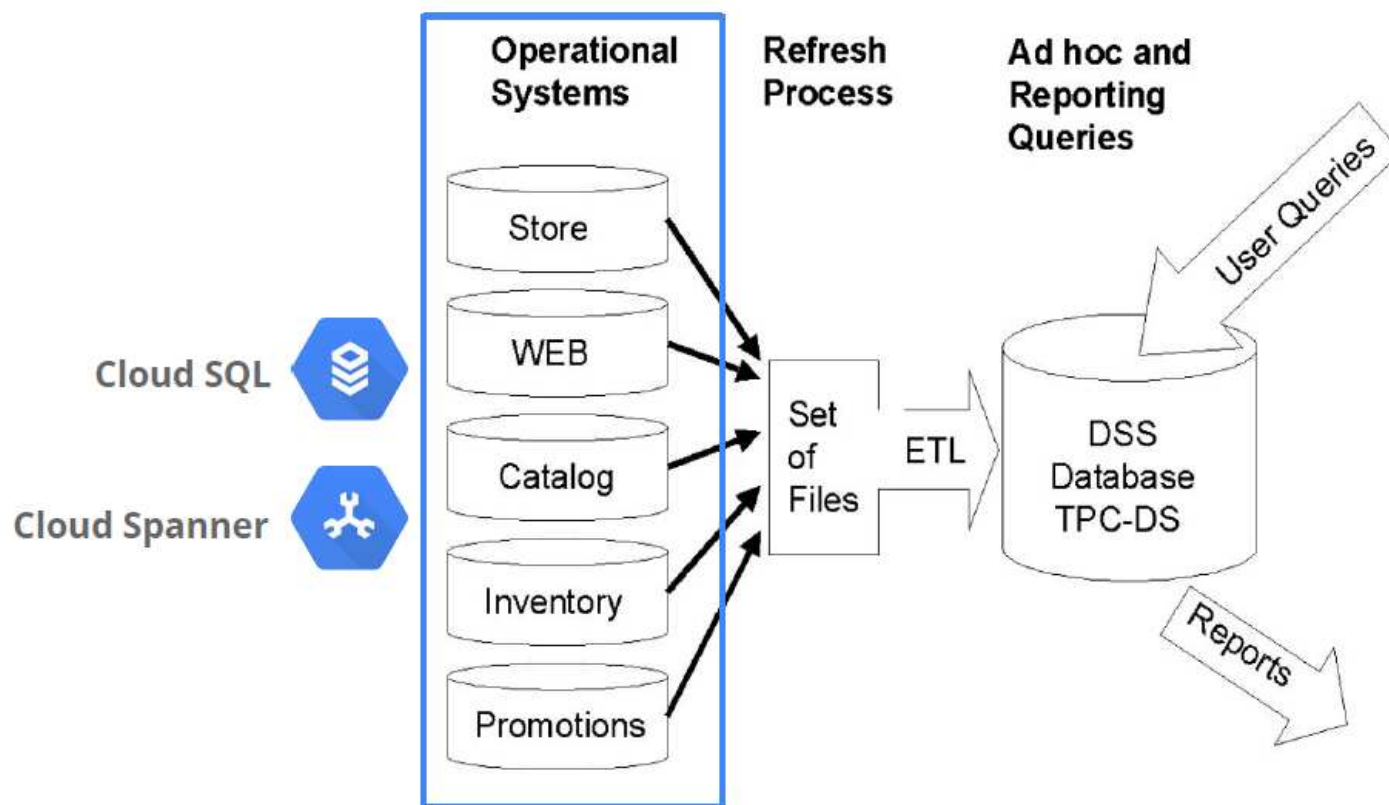 Operational
Systems
Refresh
Process
Ad hoc and
Reporting
Queries
User Queries
Store
WEB
Catalog
Inventory
Promotions
Cloud SQL
Cloud Spanner
Set
of
Files
ETL
DSS
Database
TPC-DS
Reports